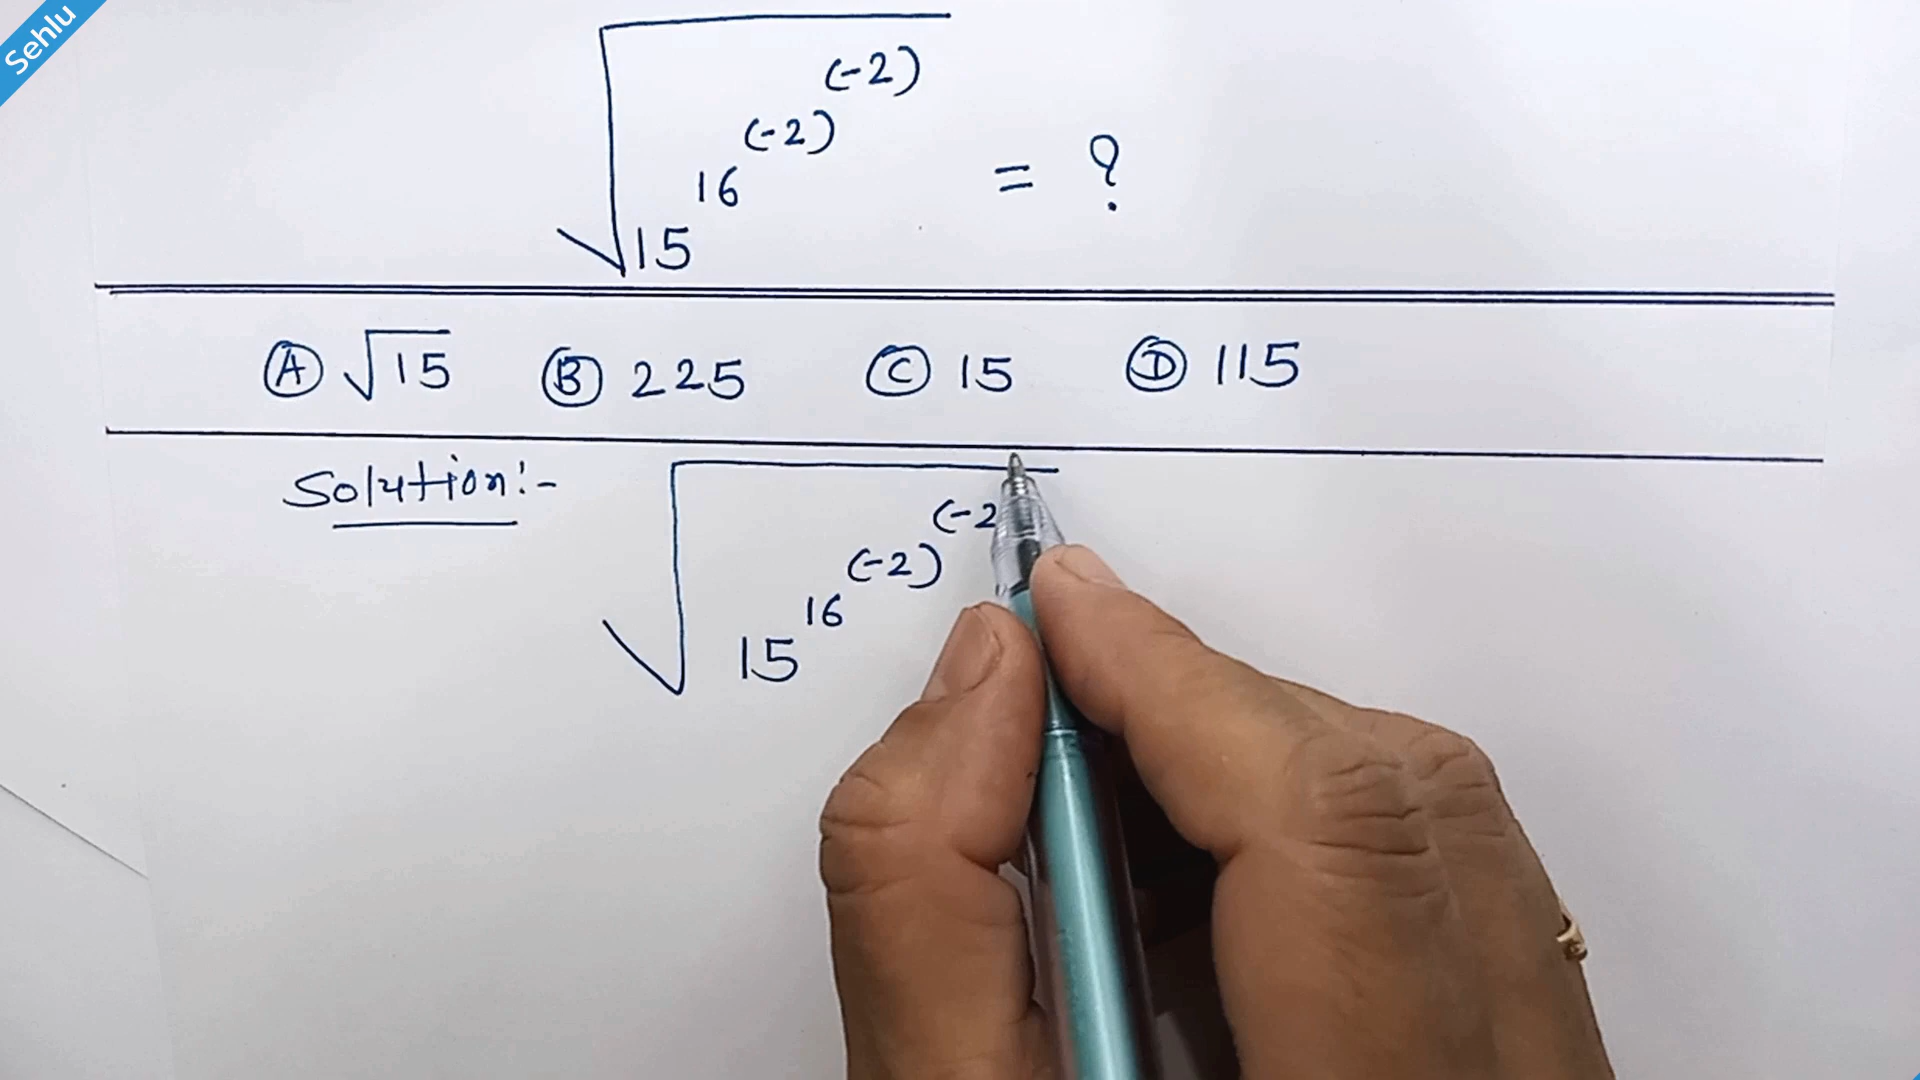 Sehlu
√15^16^(-2)^(-2) = ?
Ⓐ √15 Ⓑ 225 Ⓒ 15 Ⓓ 115
Solution:- √15^16^(-2)^(-2